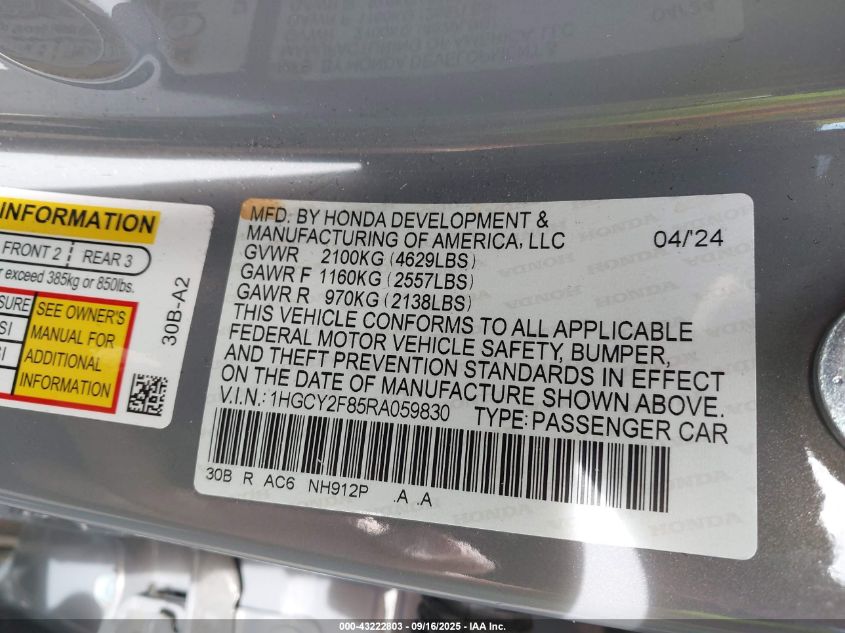 INFORMATION
FRONT 2 REAR 3
exceed 385kg or 850lbs.
SEE OWNER'S
MANUAL FOR
ADDITIONAL
INFORMATION
30B-A2
MFD. BY HONDA DEVELOPMENT &
MANUFACTURING OF AMERICA, LLC 04/'24
GVWR 2100KG (4629LBS)
GAWR F 1160KG (2557LBS)
GAWR R 970KG (2138LBS)
THIS VEHICLE CONFORMS TO ALL APPLICABLE
FEDERAL MOTOR VEHICLE SAFETY, BUMPER,
AND THEFT PREVENTION STANDARDS IN EFFECT
ON THE DATE OF MANUFACTURE SHOWN ABOVE.
V.I.N.: 1HGCY2F85RA059830 TYPE: PASSENGER CAR
30B R AC6 NH912P .A .A
000-43222803 - 09/16/2025 - IAA Inc.